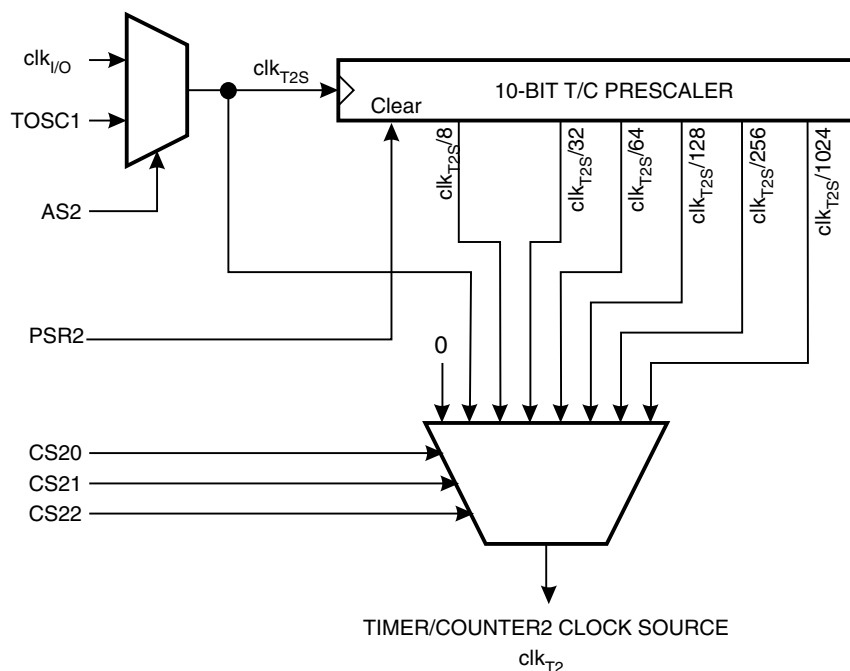 clkI/O
clkT2S
10-BIT T/C PRESCALER
TOSC1
Clear
clkT2S/8
clkT2S/32
clkT2S/64
clkT2S/128
clkT2S/256
clkT2S/1024
AS2
PSR2
0
CS20
CS21
CS22
TIMER/COUNTER2 CLOCK SOURCE
clkT2